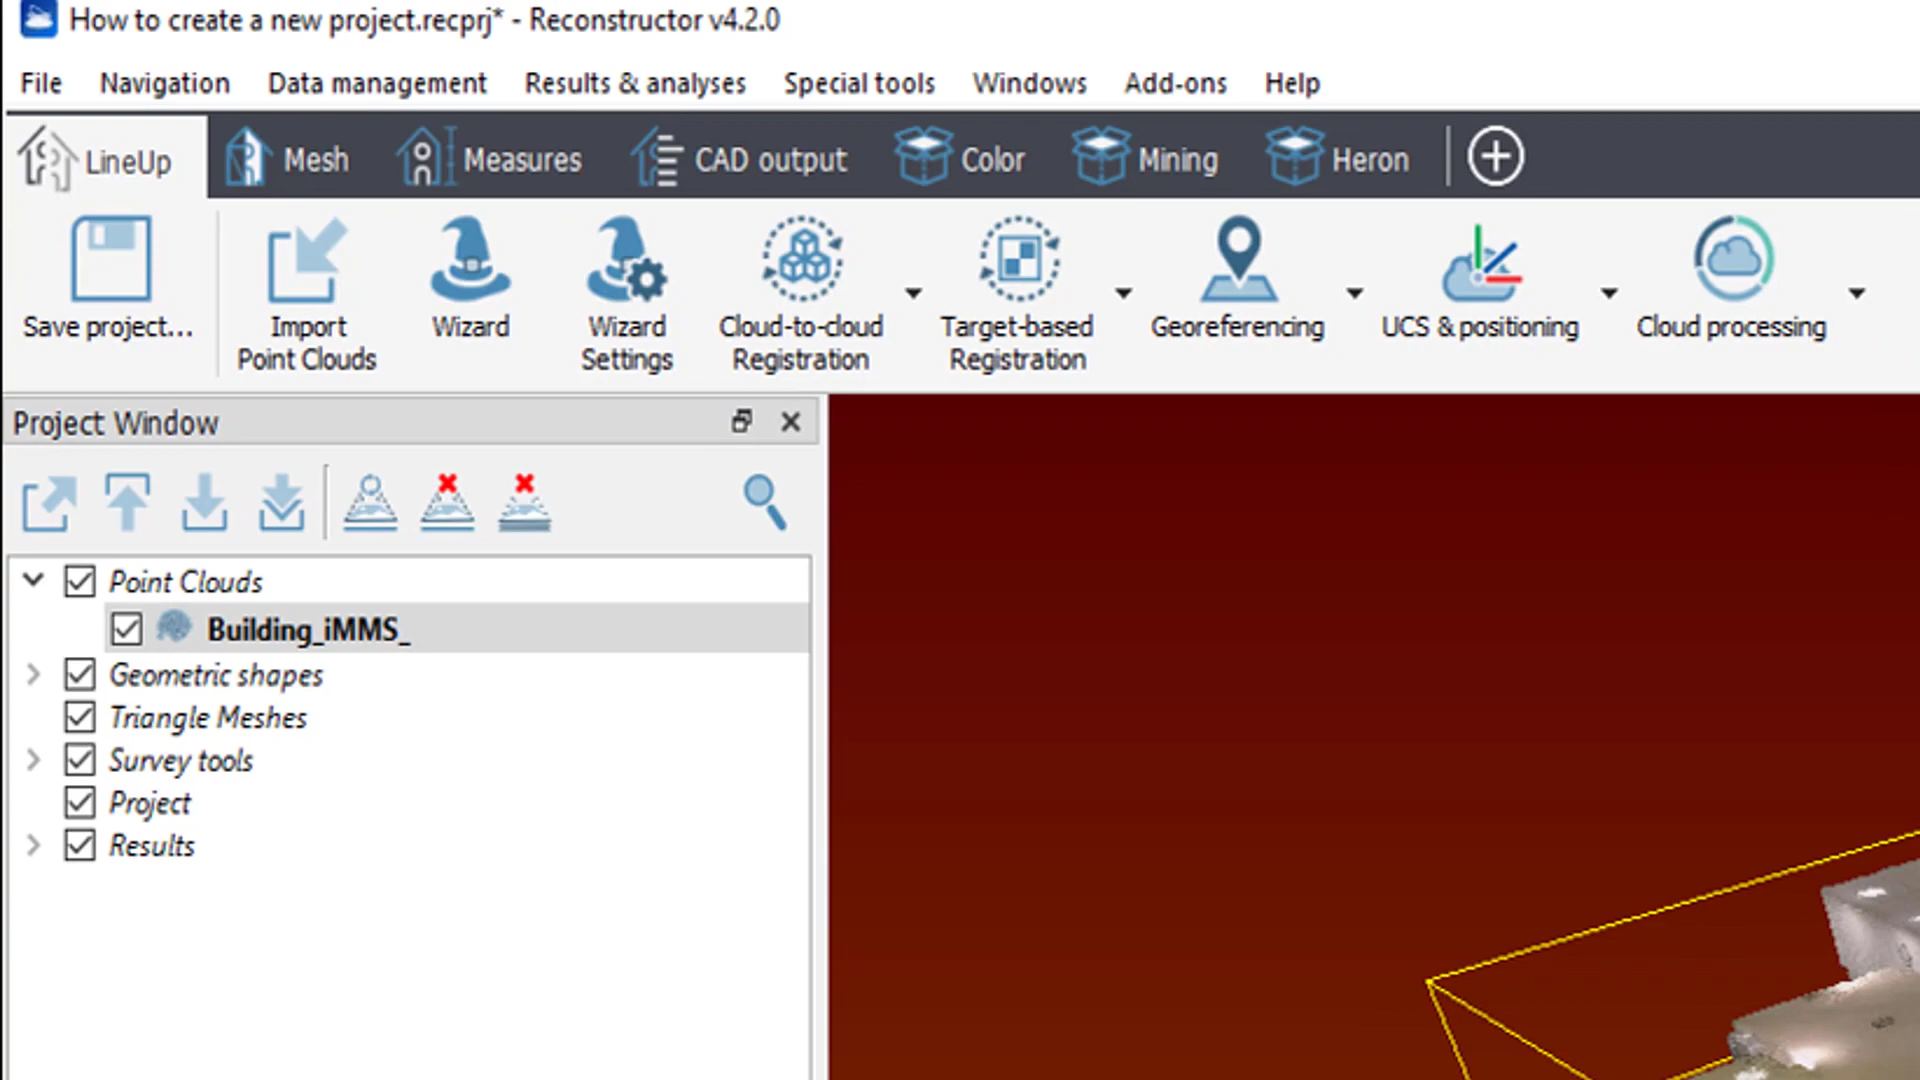 How to create a new project.recprj* - Reconstructor v4.2.0
File Navigation Data management Results & analyses Special tools Windows Add-ons Help
LineUp Mesh Measures CAD output Color Mining Heron
Save project...
Import
Point Clouds
Wizard
Wizard
Settings
Cloud-to-cloud
Registration
Target-based
Registration
Georeferencing
UCS & positioning
Cloud processing
Project Window
Point Clouds
Building_iMMS_
Geometric shapes
Triangle Meshes
Survey tools
Project
Results